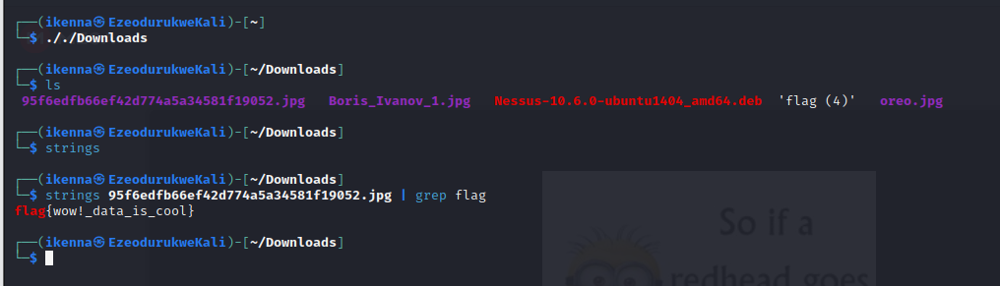 ┌──(ikenna㉿EzeodurukweKali)-[~]
└─$ ././Downloads
┌──(ikenna㉿EzeodurukweKali)-[~/Downloads]
└─$ ls
95f6edfb66ef42d774a5a34581f19052.jpg Boris_Ivanov_1.jpg Nessus-10.6.0-ubuntu1404_amd64.deb 'flag (4)' oreo.jpg
┌──(ikenna㉿EzeodurukweKali)-[~/Downloads]
└─$ strings
┌──(ikenna㉿EzeodurukweKali)-[~/Downloads]
└─$ strings 95f6edfb66ef42d774a5a34581f19052.jpg | grep flag
flag{wow!_data_is_cool}
┌──(ikenna㉿EzeodurukweKali)-[~/Downloads]
└─$
So if a
redhead goes